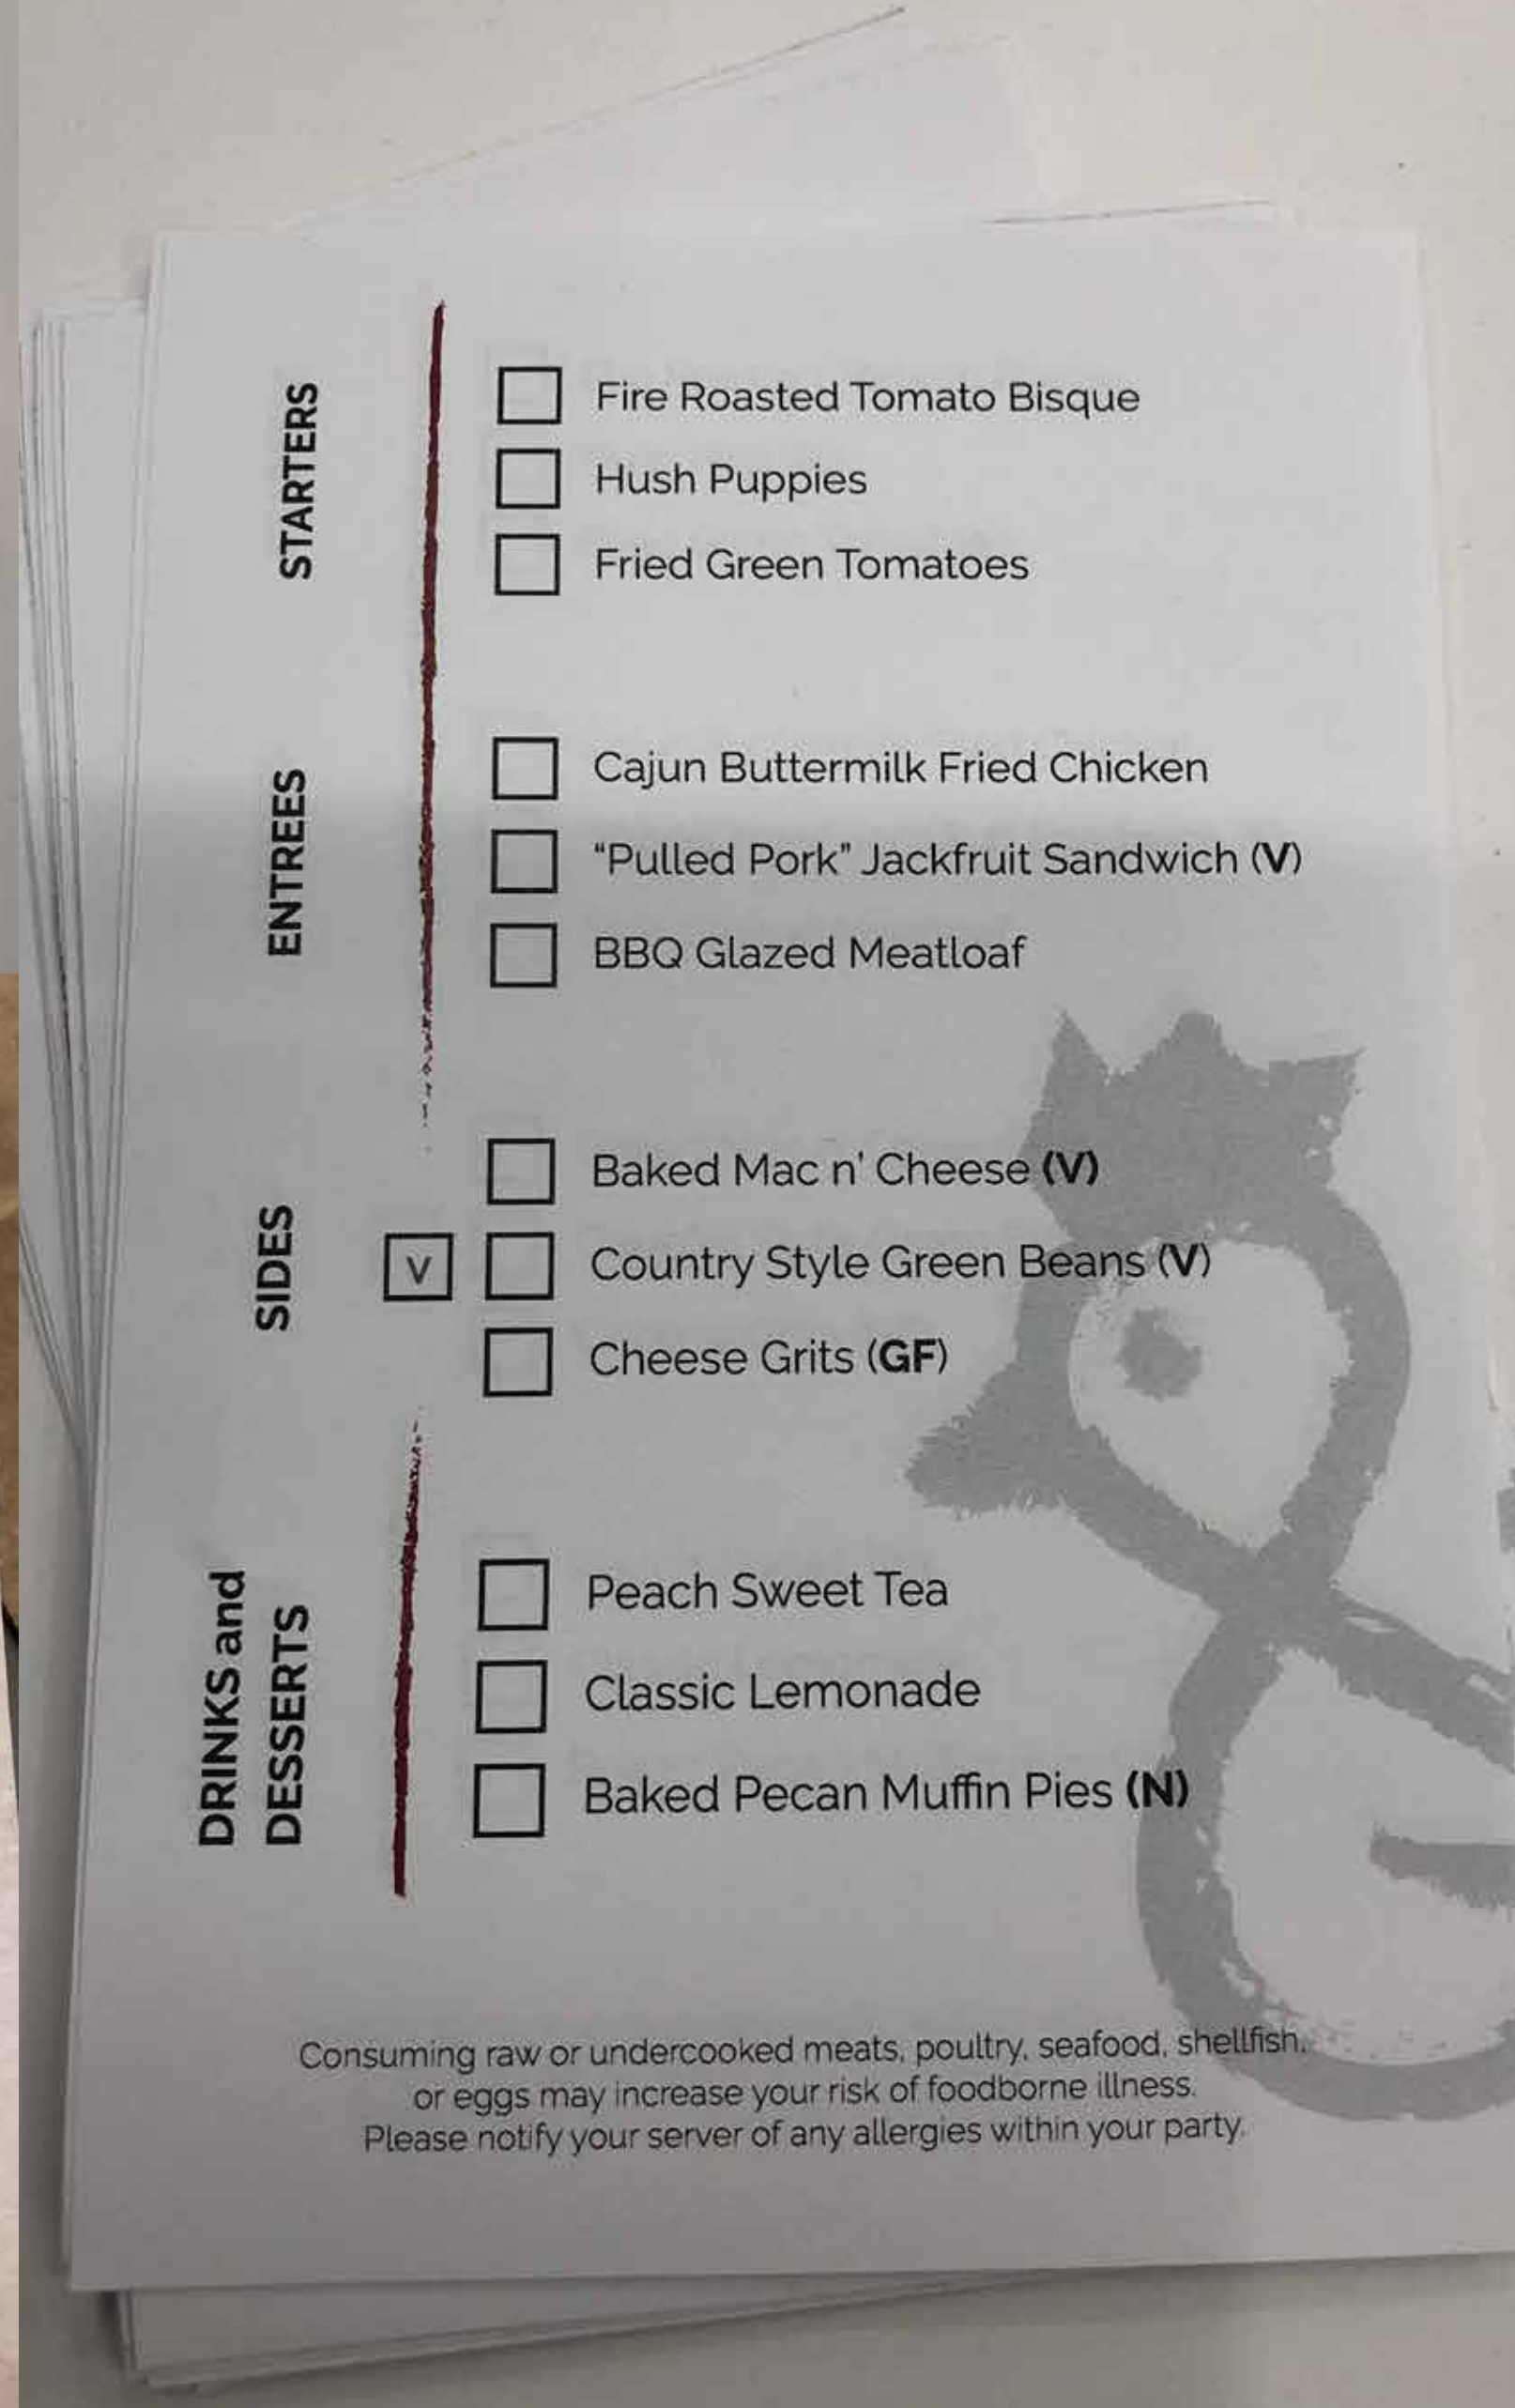 STARTERS
Fire Roasted Tomato Bisque
Hush Puppies
Fried Green Tomatoes
ENTREES
Cajun Buttermilk Fried Chicken
“Pulled Pork” Jackfruit Sandwich (V)
BBQ Glazed Meatloaf
SIDES
Baked Mac n' Cheese (V)
V Country Style Green Beans (V)
Cheese Grits (GF)
DRINKS and
DESSERTS
Peach Sweet Tea
Classic Lemonade
Baked Pecan Muffin Pies (N)
Consuming raw or undercooked meats, poultry, seafood, shellfish,
or eggs may increase your risk of foodborne illness.
Please notify your server of any allergies within your party.